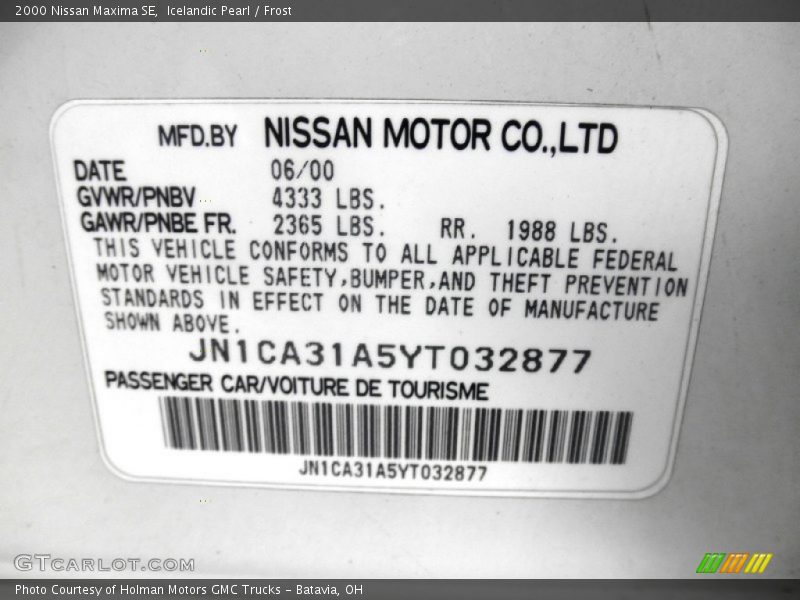 2000 Nissan Maxima SE,  Icelandic Pearl / Frost
MFD.BY NISSAN MOTOR CO.,LTD
DATE 06/00
GVWR/PNBV 4333 LBS.
GAWR/PNBE FR. 2365 LBS. RR. 1988 LBS.
THIS VEHICLE CONFORMS TO ALL APPLICABLE FEDERAL
MOTOR VEHICLE SAFETY,BUMPER,AND THEFT PREVENTION
STANDARDS IN EFFECT ON THE DATE OF MANUFACTURE
SHOWN ABOVE.
JN1CA31A5YT032877
PASSENGER CAR/VOITURE DE TOURISME
JN1CA31A5YT032877
GTCARLOT.COM
Photo Courtesy of Holman Motors GMC Trucks - Batavia, OH